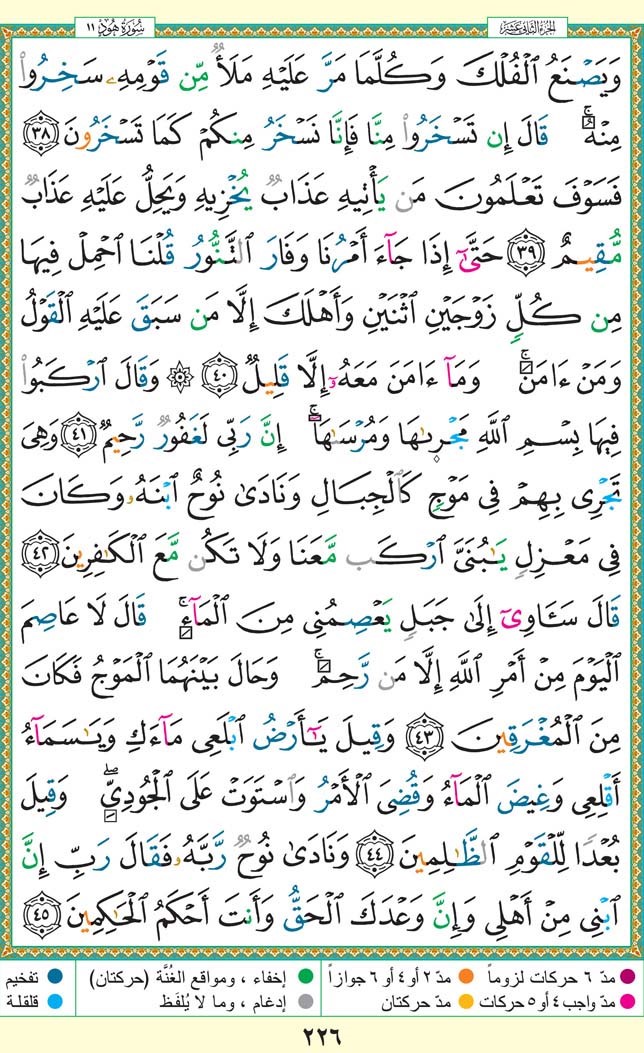 الجزء الثاني عشر
سورة هود ١١
وَيَصْنَعُ ٱلْفُلْكَ وَكُلَّمَا مَرَّ عَلَيْهِ مَلَأٌ مِّن قَوْمِهِۦ سَخِرُوا۟
مِنْهُ ۚ قَالَ إِن تَسْخَرُوا۟ مِنَّا فَإِنَّا نَسْخَرُ مِنكُمْ كَمَا تَسْخَرُونَ ٣٨
فَسَوْفَ تَعْلَمُونَ مَن يَأْتِيهِ عَذَابٌ يُخْزِيهِ وَيَحِلُّ عَلَيْهِ عَذَابٌ
مُّقِيمٌ ٣٩ حَتَّىٰٓ إِذَا جَآءَ أَمْرُنَا وَفَارَ ٱلتَّنُّورُ قُلْنَا ٱحْمِلْ فِيهَا
مِن كُلٍّ زَوْجَيْنِ ٱثْنَيْنِ وَأَهْلَكَ إِلَّا مَن سَبَقَ عَلَيْهِ ٱلْقَوْلُ
وَمَنْ ءَامَنَ ۚ وَمَآ ءَامَنَ مَعَهُۥٓ إِلَّا قَلِيلٌ ٤٠ ۞ وَقَالَ ٱرْكَبُوا۟
فِيهَا بِسْمِ ٱللَّهِ مَجْر۪ىٰهَا وَمُرْسَىٰهَآ ۚ إِنَّ رَبِّى لَغَفُورٌ رَّحِيمٌ ٤١ وَهِىَ
تَجْرِى بِهِمْ فِى مَوْجٍ كَٱلْجِبَالِ وَنَادَىٰ نُوحٌ ٱبْنَهُۥ وَكَانَ
فِى مَعْزِلٍ يَٰبُنَىَّ ٱرْكَب مَّعَنَا وَلَا تَكُن مَّعَ ٱلْكَٰفِرِينَ ٤٢
قَالَ سَـَٔاوِىٓ إِلَىٰ جَبَلٍ يَعْصِمُنِى مِنَ ٱلْمَآءِ ۚ قَالَ لَا عَاصِمَ
ٱلْيَوْمَ مِنْ أَمْرِ ٱللَّهِ إِلَّا مَن رَّحِمَ ۚ وَحَالَ بَيْنَهُمَا ٱلْمَوْجُ فَكَانَ
مِنَ ٱلْمُغْرَقِينَ ٤٣ وَقِيلَ يَٰٓأَرْضُ ٱبْلَعِى مَآءَكِ وَيَٰسَمَآءُ
أَقْلِعِى وَغِيضَ ٱلْمَآءُ وَقُضِىَ ٱلْأَمْرُ وَٱسْتَوَتْ عَلَى ٱلْجُودِىِّ ۖ وَقِيلَ
بُعْدًا لِّلْقَوْمِ ٱلظَّٰلِمِينَ ٤٤ وَنَادَىٰ نُوحٌ رَّبَّهُۥ فَقَالَ رَبِّ إِنَّ
ٱبْنِى مِنْ أَهْلِى وَإِنَّ وَعْدَكَ ٱلْحَقُّ وَأَنتَ أَحْكَمُ ٱلْحَٰكِمِينَ ٤٥
مدّ ٦ حركات لزوماً مدّ ٢ أو ٤ أو ٦ جوازاً إخفاء ، ومواقع الغُنَّة (حركتان) تفخيم
مدّ واجب ٤ أو ٥ حركات مدّ حركتان إدغام ، وما لا يُلفَظ قلقلة
٢٢٦